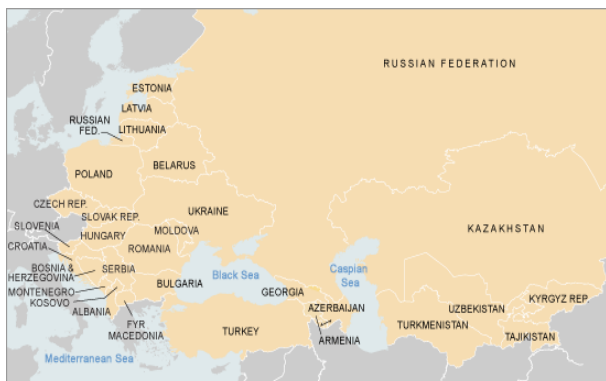 RUSSIAN FEDERATION
ESTONIA
LATVIA
RUSSIAN
FED.
LITHUANIA
BELARUS
POLAND
CZECH REP.
SLOVAK REP.
UKRAINE
SLOVENIA
HUNGARY
MOLDOVA
KAZAKHSTAN
CROATIA
ROMANIA
BOSNIA &
HERZEGOVINA
SERBIA
Black Sea
Caspian
Sea
MONTENEGRO
BULGARIA
GEORGIA
KOSOVO
ALBANIA
AZERBAIJAN
UZBEKISTAN
KYRGYZ REP.
FYR
MACEDONIA
TURKEY
ARMENIA
TURKMENISTAN
TAJIKISTAN
Mediterranean Sea